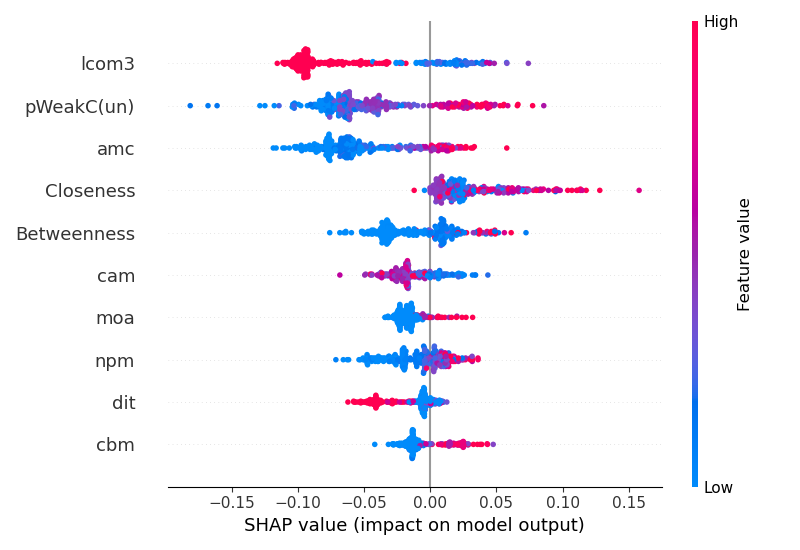 High
lcom3
pWeakC(un)
amc
Closeness
Betweenness
cam
moa
npm
dit
cbm
Feature value
Low
−0.15 −0.10 −0.05 0.00 0.05 0.10 0.15
SHAP value (impact on model output)